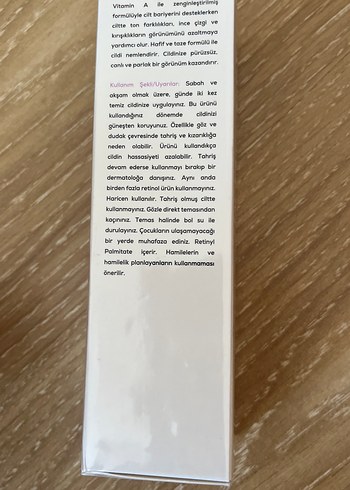 Vitamin A ile zenginleştirilmiş
formülüyle cilt bariyerini desteklerken
ciltte ton farklılıkları, ince çizgi ve
kırışıklıkların görünümünü azaltmaya
yardımcı olur. Hafif ve taze formülü ile
cildi nemlendirir. Cildinize pürüzsüz,
canlı ve parlak bir görünüm kazandırır.
Kullanım Şekli/Uyarılar: Sabah ve
akşam olmak üzere, günde iki kez
temiz cildinize uygulayınız. Bu ürünü
kullandığınız dönemde cildinizi
güneşten koruyunuz. Özellikle göz ve
dudak çevresinde tahriş ve kızarıklığa
neden olabilir. Ürünü kullandıkça
cildin hassasiyeti azalabilir. Tahriş
devam ederse kullanmayı bırakıp bir
dermatoloğa danışınız. Aynı anda
birden fazla retinol ürün kullanmayınız.
Haricen kullanılır. Tahriş olmuş ciltte
kullanmayınız. Gözle direkt temasından
kaçınınız. Temas halinde bol su ile
durulayınız. Çocukların ulaşamayacağı
bir yerde muhafaza ediniz. Retinyl
Palmitate içerir. Hamilelerin ve
hamilelik planlayanların kullanmaması
önerilir.